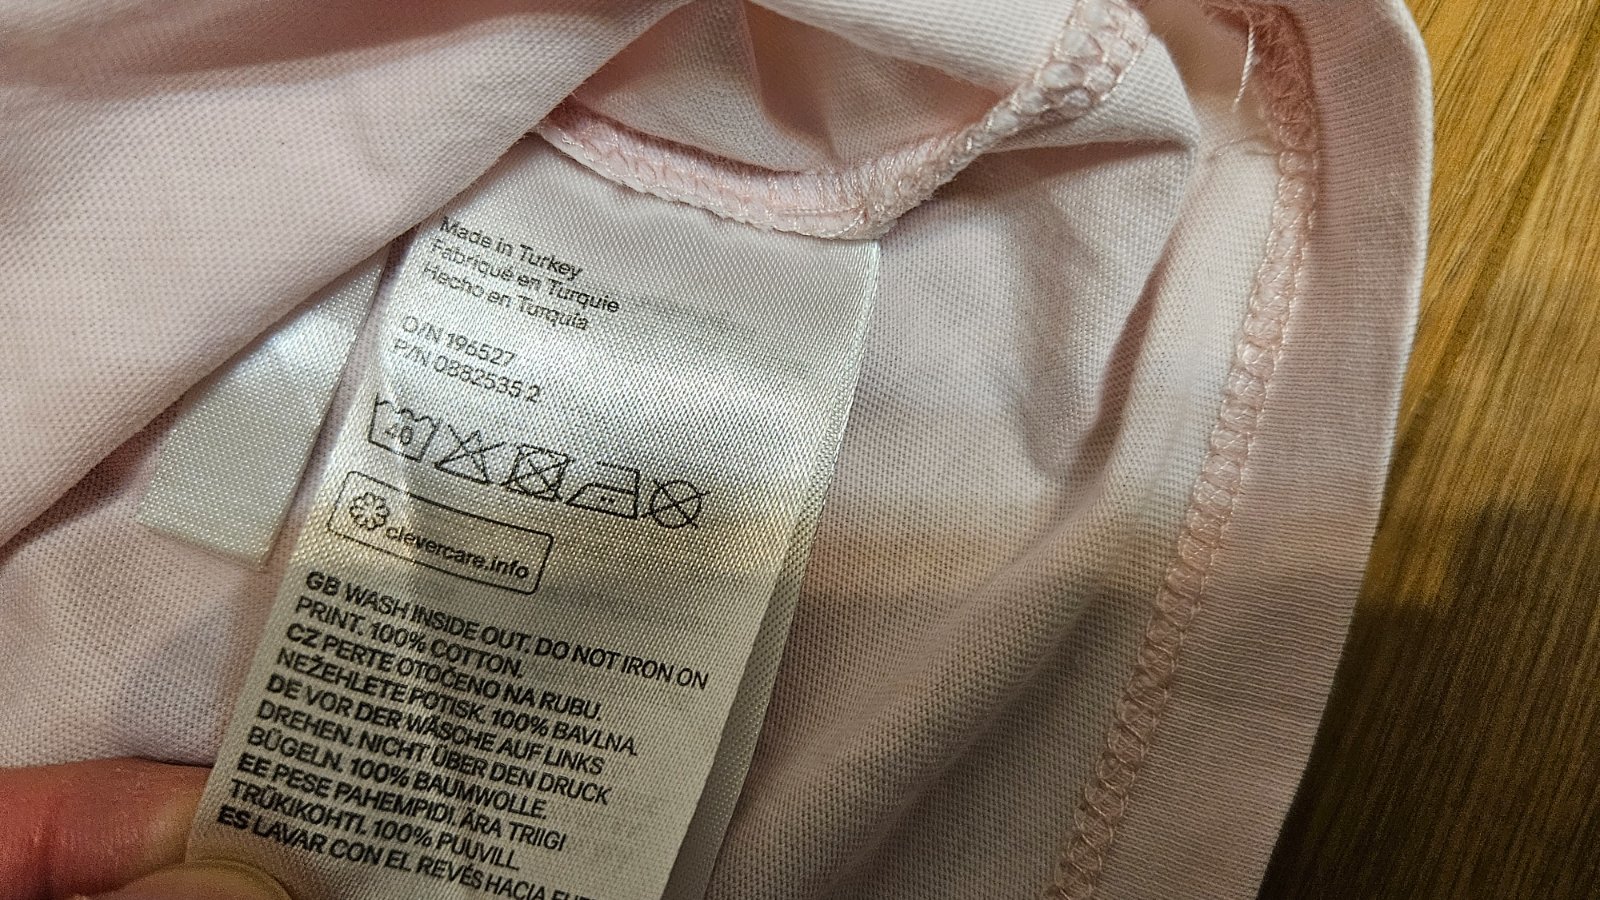 Made in Turkey
Fabriqué en Turquie
Hecho en Turquía
O/N 196527
P/N 0882535-2
40
clevercare.info
GB WASH INSIDE OUT. DO NOT IRON ON
PRINT. 100% COTTON.
CZ PERTE OTOČENO NA RUBU.
NEŽEHLETE POTISK. 100% BAVLNA.
DE VOR DER WÄSCHE AUF LINKS
DREHEN. NICHT ÜBER DEN DRUCK
BÜGELN. 100% BAUMWOLLE.
EE PESE PAHEMPIDI. ÄRA TRIIGI
TRÜKIKOHTI. 100% PUUVILL.
ES LAVAR CON EL REVÉS HACIA